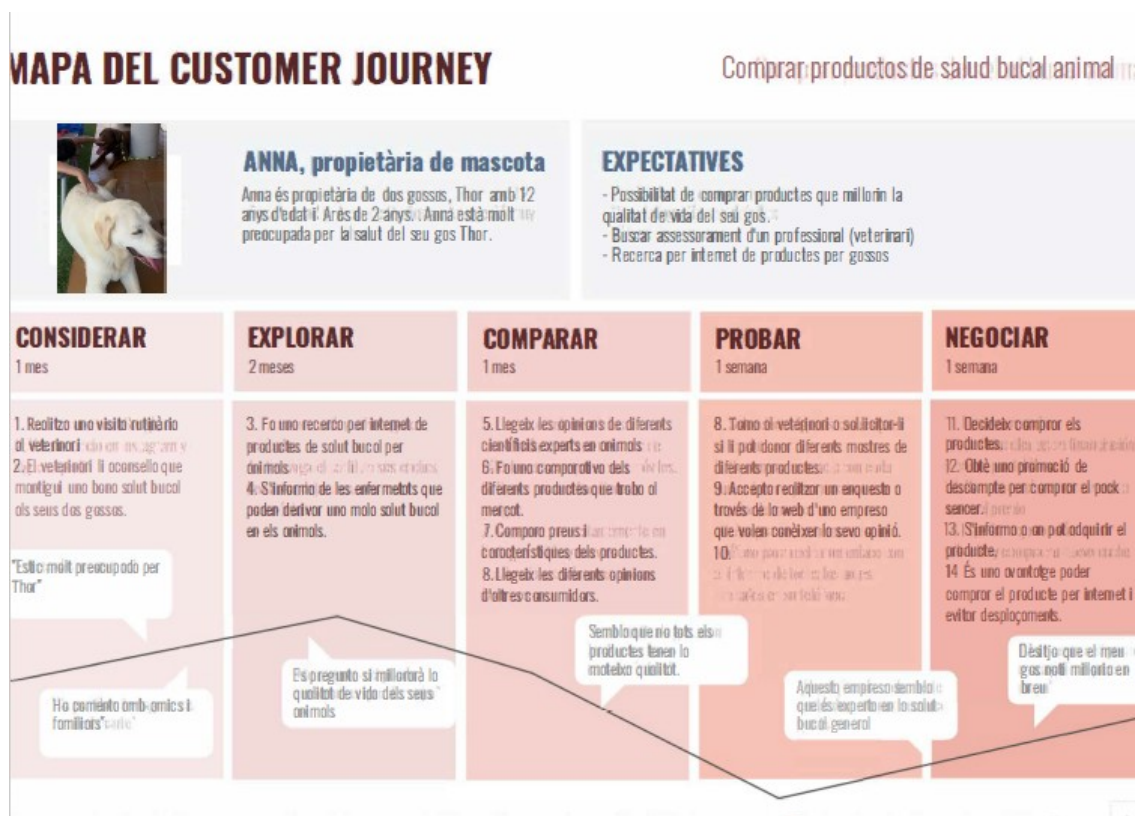 MAPA DEL CUSTOMER JOURNEY
Comprar productos de salud bucal animal
ANNA, propietària de mascota
Anna és propietària de dos gossos, Thor amb 12
anys d'edat i Ares de 2 anys. Anna està molt
preocupada per la salut del seu gos Thor.
EXPECTATIVES
- Possibilitat de comprar productes que millorin la
qualitat de vida del seu gos.
- Buscar assessorament d'un professional (veterinari)
- Recerca per internet de productes per gossos
CONSIDERAR
1 mes
1. Realitza una visita rutinària
al veterinari
2. El veterinari li aconsella que
mantigui una bona salut bucal
als seus dos gossos.
"Estic molt preocupada per
Thor"
Ho comenta amb amics i
familiars"
EXPLORAR
2 meses
3. Fa una recerca per internet de
productes de salut bucal per
animals
4. S'informa de les enfermetats que
poden derivar una mala salut bucal
en els animals.
Es pregunta si millorarà la
qualitat de vida dels seus
animals
COMPARAR
1 mes
5. Llegeix les opinions de diferents
científics experts en animals
6. Fa una comparativa dels
diferents productes que troba al
mercat.
7. Compara preus i
característiques dels productes.
8. Llegeix les diferents opinions
d'altres consumidors.
Sembla que no tots els
productes tenen la
mateixa qualitat.
PROBAR
1 semana
8. Torna al veterinari a sol.licitar-li
si li pot donar diferents mostres de
diferents productes.
9. Accepta realitzar un enquesta a
través de la web d'una empresa
que volen conèixer la seva opinió.
10.
Aquesta empresa sembla
que és experta en la salut
bucal general
NEGOCIAR
1 semana
11. Decideix comprar els
productes.
12. Obtè una promoció de
descompte per comprar el pack
sencer.
13. S'informa a on pot adquirir el
producte,
14 És una avantatge poder
comprar el producte per internet i
evitar desplaçaments.
Desitja que el meu
gos noti milloria en
breu"